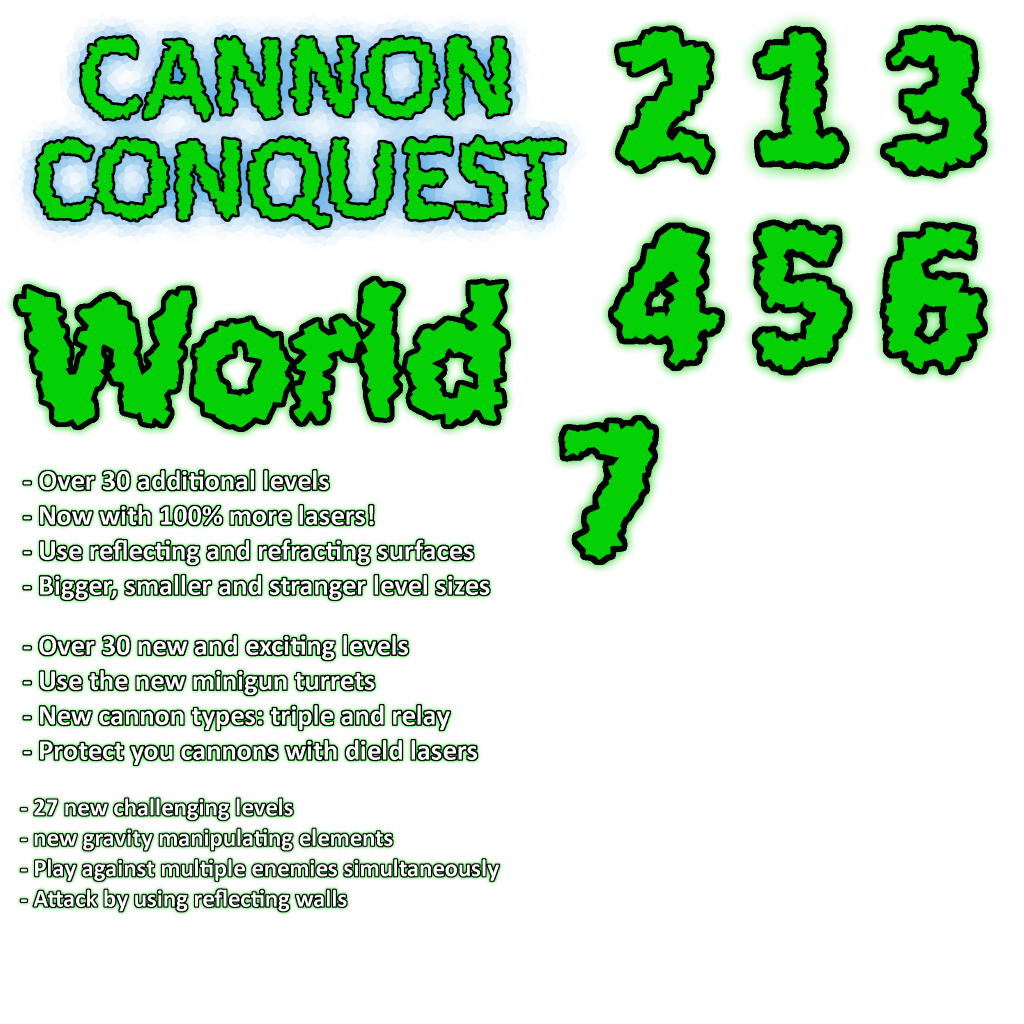 CANNON
CONQUEST
2 1 3
4 5 6
World
7
- Over 30 additional levels
- Now with 100% more lasers!
- Use reflecting and refracting surfaces
- Bigger, smaller and stranger level sizes
- Over 30 new and exciting levels
- Use the new minigun turrets
- New cannon types: triple and relay
- Protect you cannons with dield lasers
- 27 new challenging levels
- new gravity manipulating elements
- Play against multiple enemies simultaneously
- Attack by using reflecting walls